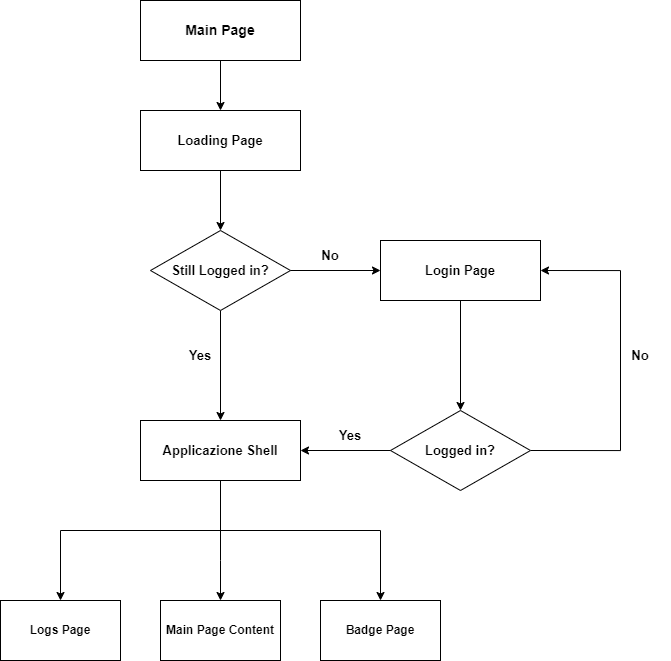 Main Page
Loading Page
Still Logged in?
No
Login Page
Yes
No
Applicazione Shell
Yes
Logged in?
Logs Page
Main Page Content
Badge Page